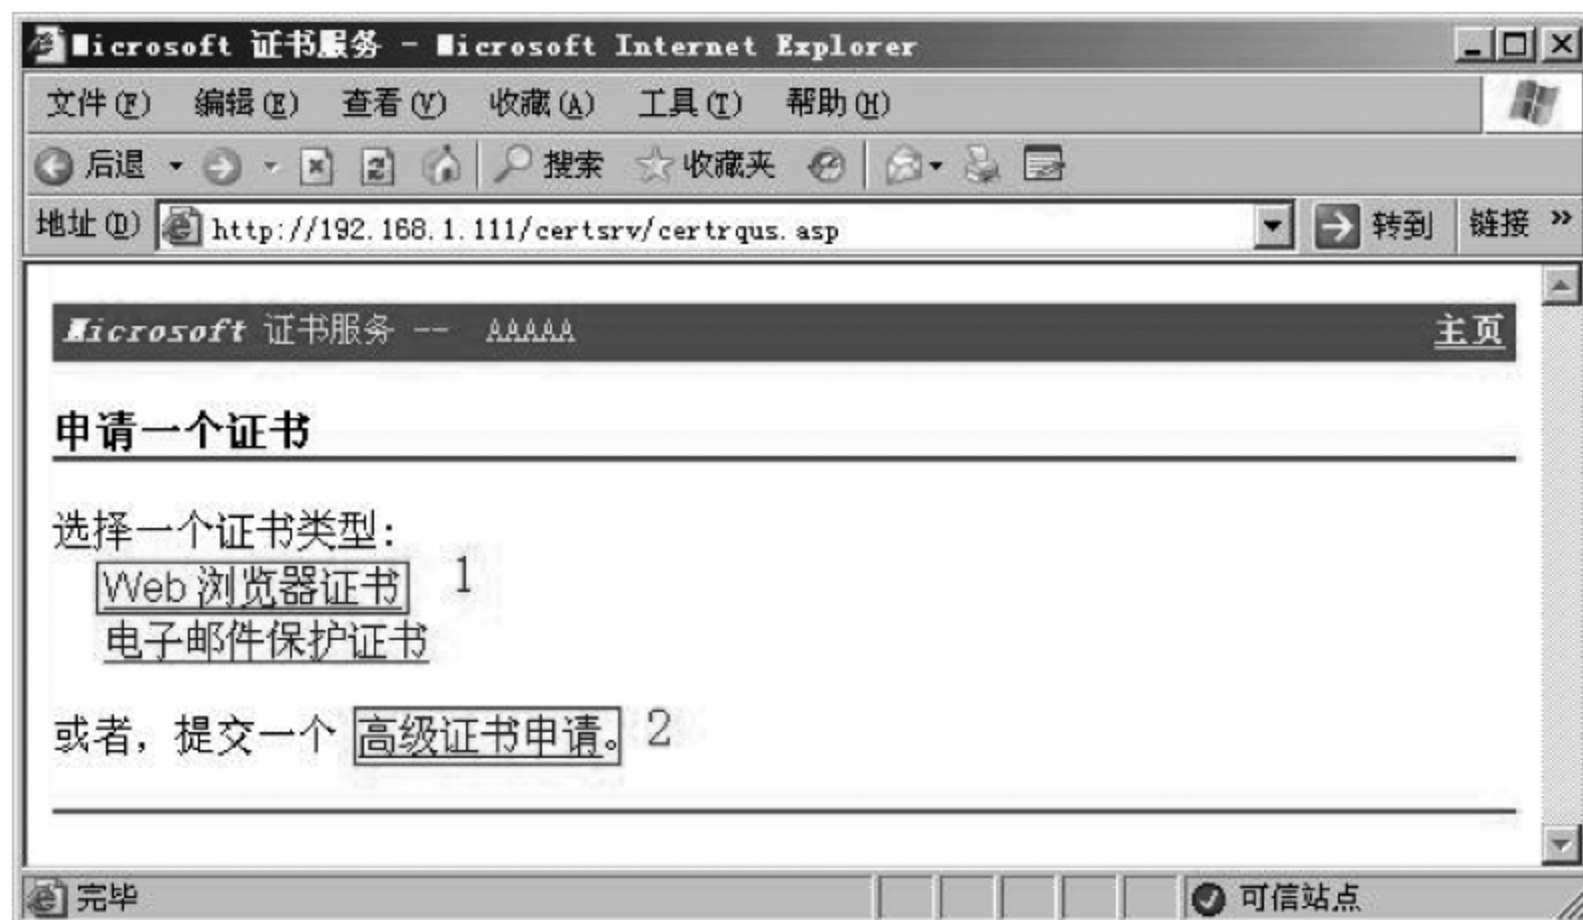 Microsoft 证书服务 - Microsoft Internet Explorer
文件(F) 编辑(E) 查看(V) 收藏(A) 工具(T) 帮助(H)
后退 搜索 收藏夹
地址(D) http://192.168.1.111/certsrv/certrqus.asp 转到 链接 »
Microsoft 证书服务 -- AAAAA 主页
申请一个证书
选择一个证书类型:
Web 浏览器证书 1
电子邮件保护证书
或者,提交一个 高级证书申请。 2
完毕 可信站点